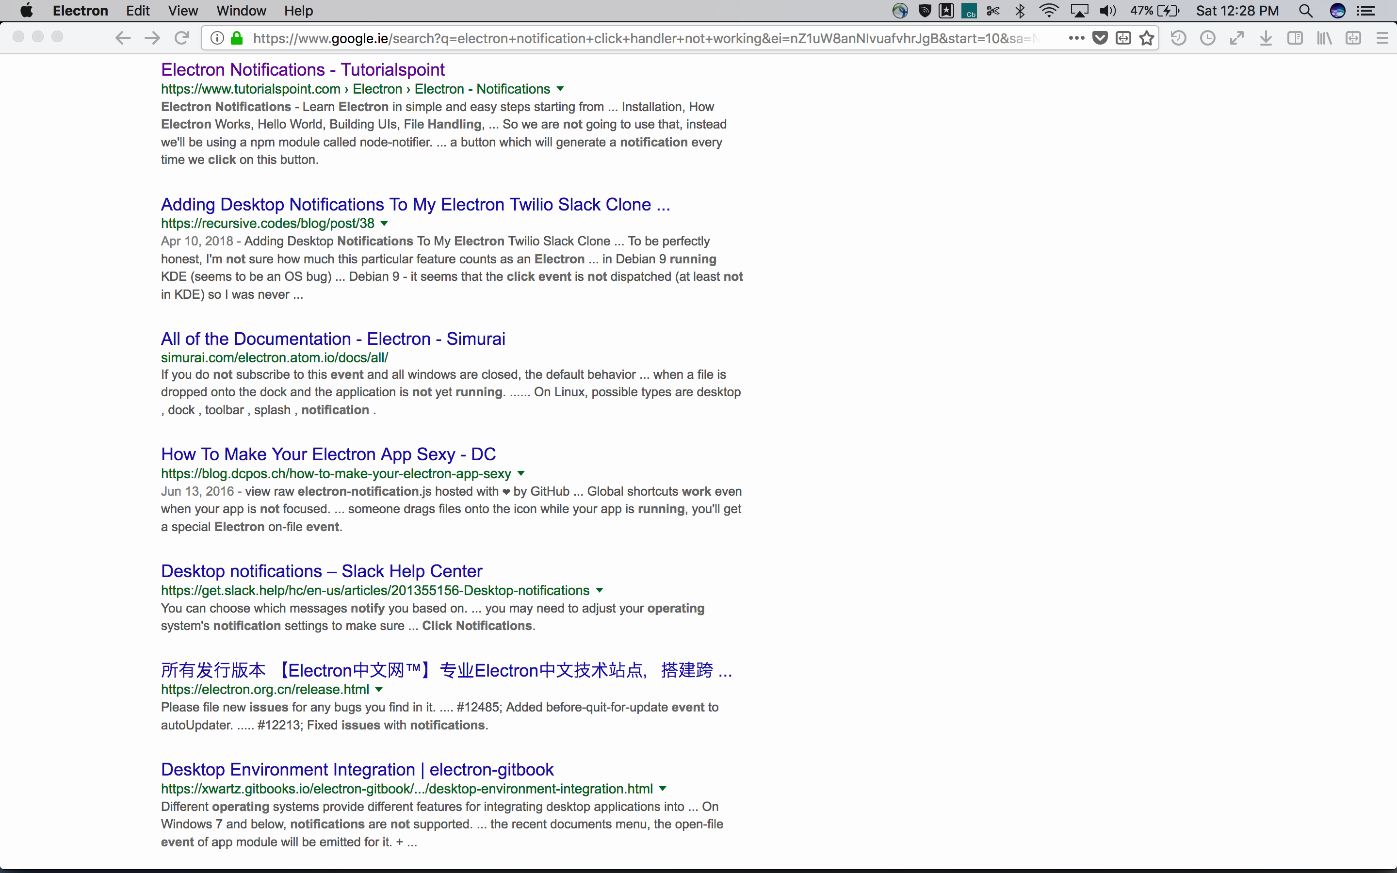 Electron Edit View Window Help Cb 47% Sat 12:28 PM
https://www.google.ie/search?q=electron+notification+click+handler+not+working&ei=nZ1uW8anNIvuafvhrJgB&start=10&sa=N
Electron Notifications - Tutorialspoint
https://www.tutorialspoint.com › Electron › Electron - Notifications
Electron Notifications - Learn Electron in simple and easy steps starting from ... Installation, How
Electron Works, Hello World, Building UIs, File Handling, ... So we are not going to use that, instead
we'll be using a npm module called node-notifier. ... a button which will generate a notification every
time we click on this button.
Adding Desktop Notifications To My Electron Twilio Slack Clone ...
https://recursive.codes/blog/post/38
Apr 10, 2018 - Adding Desktop Notifications To My Electron Twilio Slack Clone ... To be perfectly
honest, I'm not sure how much this particular feature counts as an Electron ... in Debian 9 running
KDE (seems to be an OS bug) ... Debian 9 - it seems that the click event is not dispatched (at least not
in KDE) so I was never ...
All of the Documentation - Electron - Simurai
simurai.com/electron.atom.io/docs/all/
If you do not subscribe to this event and all windows are closed, the default behavior ... when a file is
dropped onto the dock and the application is not yet running. ...... On Linux, possible types are desktop
, dock , toolbar , splash , notification .
How To Make Your Electron App Sexy - DC
https://blog.dcpos.ch/how-to-make-your-electron-app-sexy
Jun 13, 2016 - view raw electron-notification.js hosted with ❤ by GitHub ... Global shortcuts work even
when your app is not focused. ... someone drags files onto the icon while your app is running, you'll get
a special Electron on-file event.
Desktop notifications – Slack Help Center
https://get.slack.help/hc/en-us/articles/201355156-Desktop-notifications
You can choose which messages notify you based on. ... you may need to adjust your operating
system's notification settings to make sure ... Click Notifications.
所有发行版本 【Electron中文网™】专业Electron中文技术站点，搭建跨 ...
https://electron.org.cn/release.html
Please file new issues for any bugs you find in it. .... #12485; Added before-quit-for-update event to
autoUpdater. ..... #12213; Fixed issues with notifications.
Desktop Environment Integration | electron-gitbook
https://xwartz.gitbooks.io/electron-gitbook/.../desktop-environment-integration.html
Different operating systems provide different features for integrating desktop applications into ... On
Windows 7 and below, notifications are not supported. ... the recent documents menu, the open-file
event of app module will be emitted for it. + ...